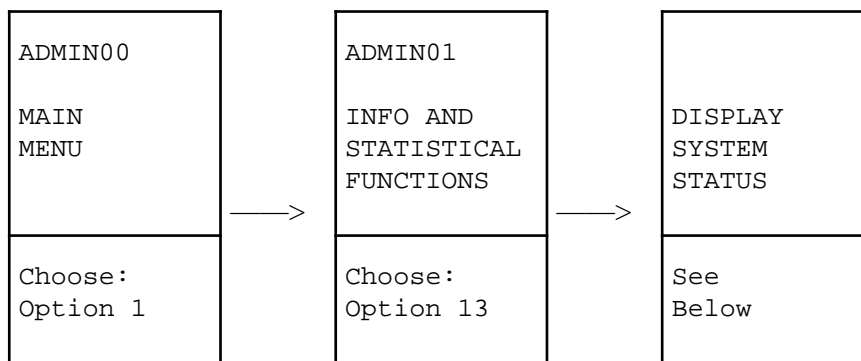 ADMIN00
MAIN
MENU
Choose:
Option 1
ADMIN01
INFO AND
STATISTICAL
FUNCTIONS
Choose:
Option 13
DISPLAY
SYSTEM
STATUS
See
Below